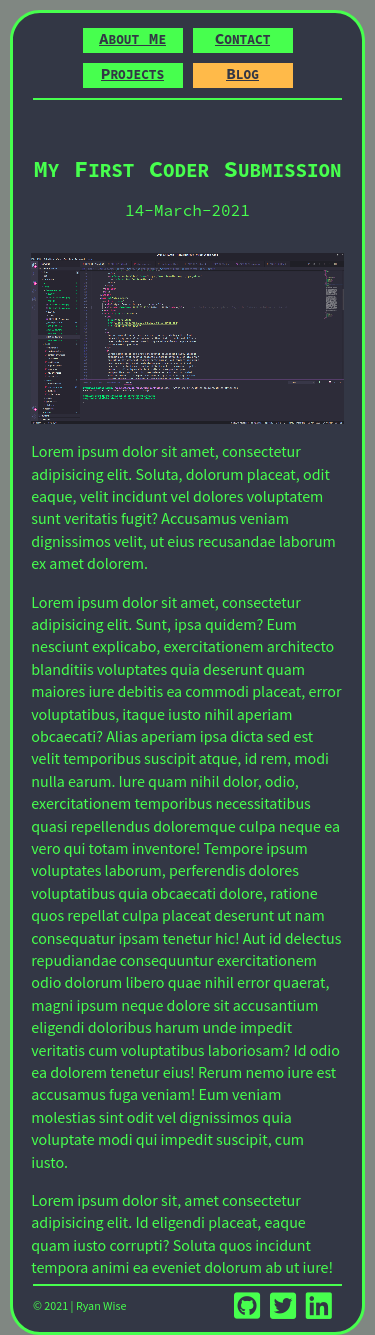 About Me
Contact
Projects
Blog
My First Coder Submission
14-March-2021
Lorem ipsum dolor sit amet, consectetur
adipisicing elit. Soluta, dolorum placeat, odit
eaque, velit incidunt vel dolores voluptatem
sunt veritatis fugit? Accusamus veniam
dignissimos velit, ut eius recusandae laborum
ex amet dolorem.
Lorem ipsum dolor sit amet, consectetur
adipisicing elit. Sunt, ipsa quidem? Eum
nesciunt explicabo, exercitationem architecto
blanditiis voluptates quia deserunt quam
maiores iure debitis ea commodi placeat, error
voluptatibus, itaque iusto nihil aperiam
obcaecati? Alias aperiam ipsa dicta sed est
velit temporibus suscipit atque, id rem, modi
nulla earum. Iure quam nihil dolor, odio,
exercitationem temporibus necessitatibus
quasi repellendus doloremque culpa neque ea
vero qui totam inventore! Tempore ipsum
voluptates laborum, perferendis dolores
voluptatibus quia obcaecati dolore, ratione
quos repellat culpa placeat deserunt ut nam
consequatur ipsam tenetur hic! Aut id delectus
repudiandae consequuntur exercitationem
odio dolorum libero quae nihil error quaerat,
magni ipsum neque dolore sit accusantium
eligendi doloribus harum unde impedit
veritatis cum voluptatibus laboriosam? Id odio
ea dolorem tenetur eius! Rerum nemo iure est
accusamus fuga veniam! Eum veniam
molestias sint odit vel dignissimos quia
voluptate modi qui impedit suscipit, cum
iusto.
Lorem ipsum dolor sit, amet consectetur
adipisicing elit. Id eligendi placeat, eaque
quam iusto corrupti? Soluta quos incidunt
tempora animi ea eveniet dolorum ab ut iure!
© 2021 | Ryan Wise